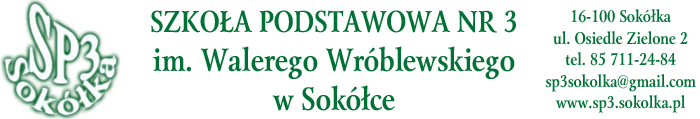 SP3
Sokółka
SZKOŁA PODSTAWOWA NR 3
im. Walerego Wróblewskiego
w Sokółce
16-100 Sokółka
ul. Osiedle Zielone 2
tel. 85 711-24-84
sp3sokolka@gmail.com
www.sp3.sokolka.pl